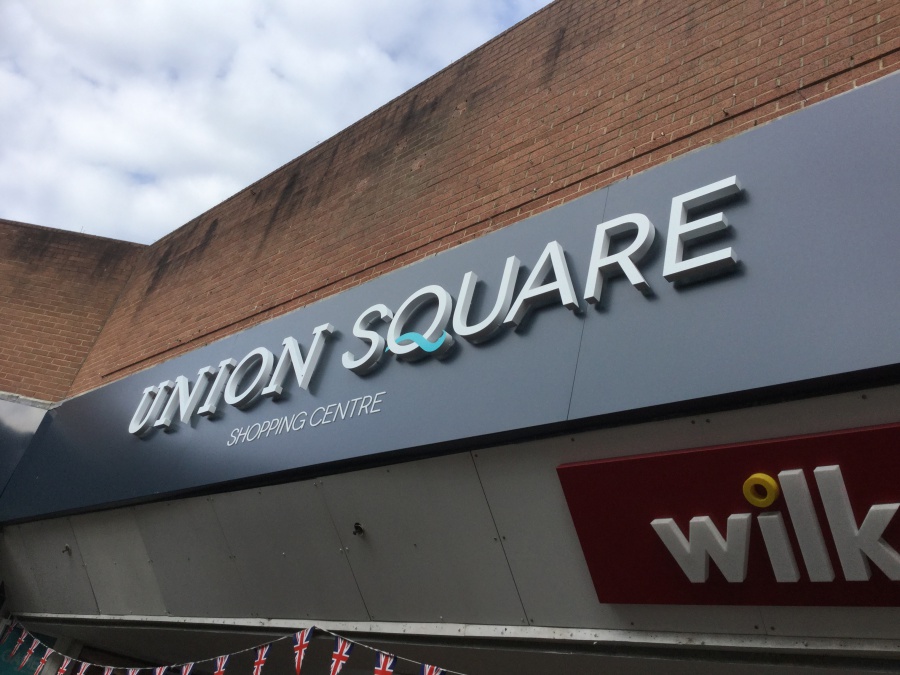 UNION SQUARE
SHOPPING CENTRE
wilk